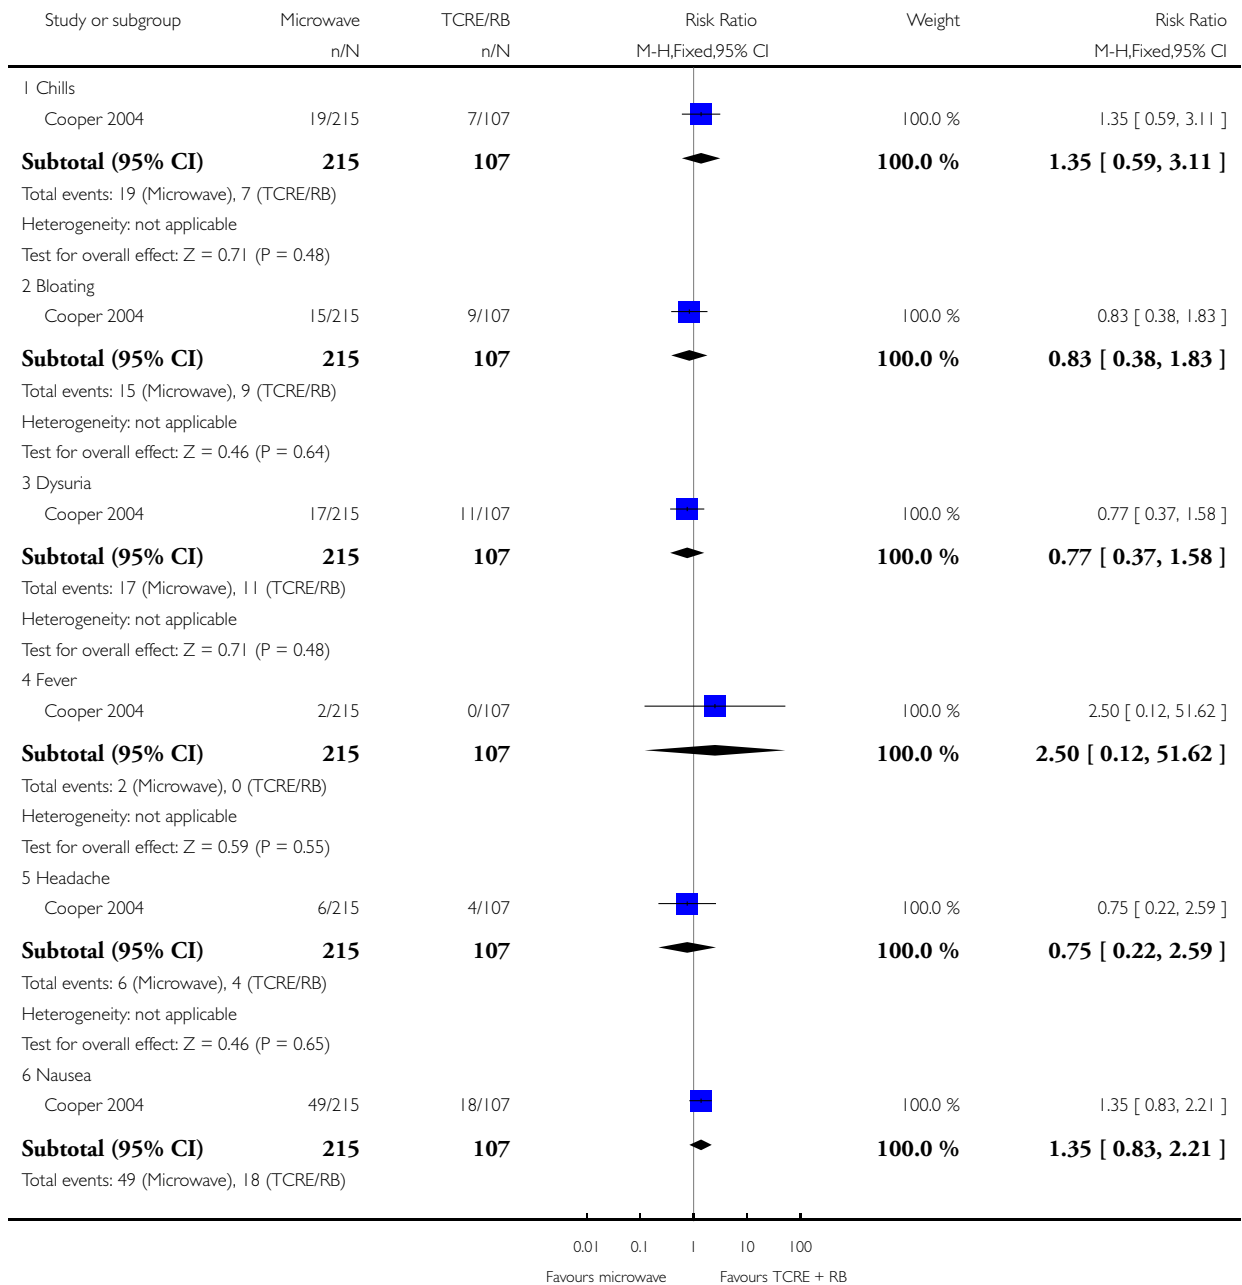 Study or subgroup Microwave TCRE/RB Risk Ratio Weight Risk Ratio
n/N n/N M-H,Fixed,95% CI M-H,Fixed,95% CI
1 Chills
Cooper 2004 19/215 7/107 100.0 % 1.35 [ 0.59, 3.11 ]
Subtotal (95% CI) 215 107 100.0 % 1.35 [ 0.59, 3.11 ]
Total events: 19 (Microwave), 7 (TCRE/RB)
Heterogeneity: not applicable
Test for overall effect: Z = 0.71 (P = 0.48)
2 Bloating
Cooper 2004 15/215 9/107 100.0 % 0.83 [ 0.38, 1.83 ]
Subtotal (95% CI) 215 107 100.0 % 0.83 [ 0.38, 1.83 ]
Total events: 15 (Microwave), 9 (TCRE/RB)
Heterogeneity: not applicable
Test for overall effect: Z = 0.46 (P = 0.64)
3 Dysuria
Cooper 2004 17/215 11/107 100.0 % 0.77 [ 0.37, 1.58 ]
Subtotal (95% CI) 215 107 100.0 % 0.77 [ 0.37, 1.58 ]
Total events: 17 (Microwave), 11 (TCRE/RB)
Heterogeneity: not applicable
Test for overall effect: Z = 0.71 (P = 0.48)
4 Fever
Cooper 2004 2/215 0/107 100.0 % 2.50 [ 0.12, 51.62 ]
Subtotal (95% CI) 215 107 100.0 % 2.50 [ 0.12, 51.62 ]
Total events: 2 (Microwave), 0 (TCRE/RB)
Heterogeneity: not applicable
Test for overall effect: Z = 0.59 (P = 0.55)
5 Headache
Cooper 2004 6/215 4/107 100.0 % 0.75 [ 0.22, 2.59 ]
Subtotal (95% CI) 215 107 100.0 % 0.75 [ 0.22, 2.59 ]
Total events: 6 (Microwave), 4 (TCRE/RB)
Heterogeneity: not applicable
Test for overall effect: Z = 0.46 (P = 0.65)
6 Nausea
Cooper 2004 49/215 18/107 100.0 % 1.35 [ 0.83, 2.21 ]
Subtotal (95% CI) 215 107 100.0 % 1.35 [ 0.83, 2.21 ]
Total events: 49 (Microwave), 18 (TCRE/RB)
0.01 0.1 1 10 100
Favours microwave Favours TCRE + RB